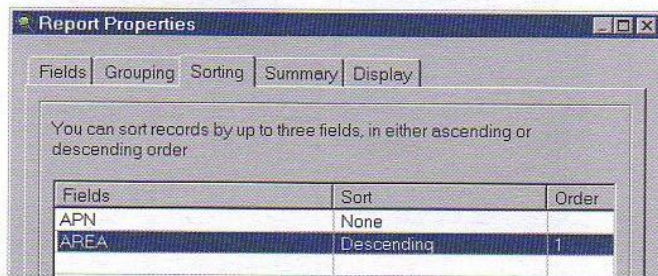 Report Properties
Fields Grouping Sorting Summary Display
You can sort records by up to three fields, in either ascending or
descending order
Fields Sort Order
APN None
AREA Descending 1